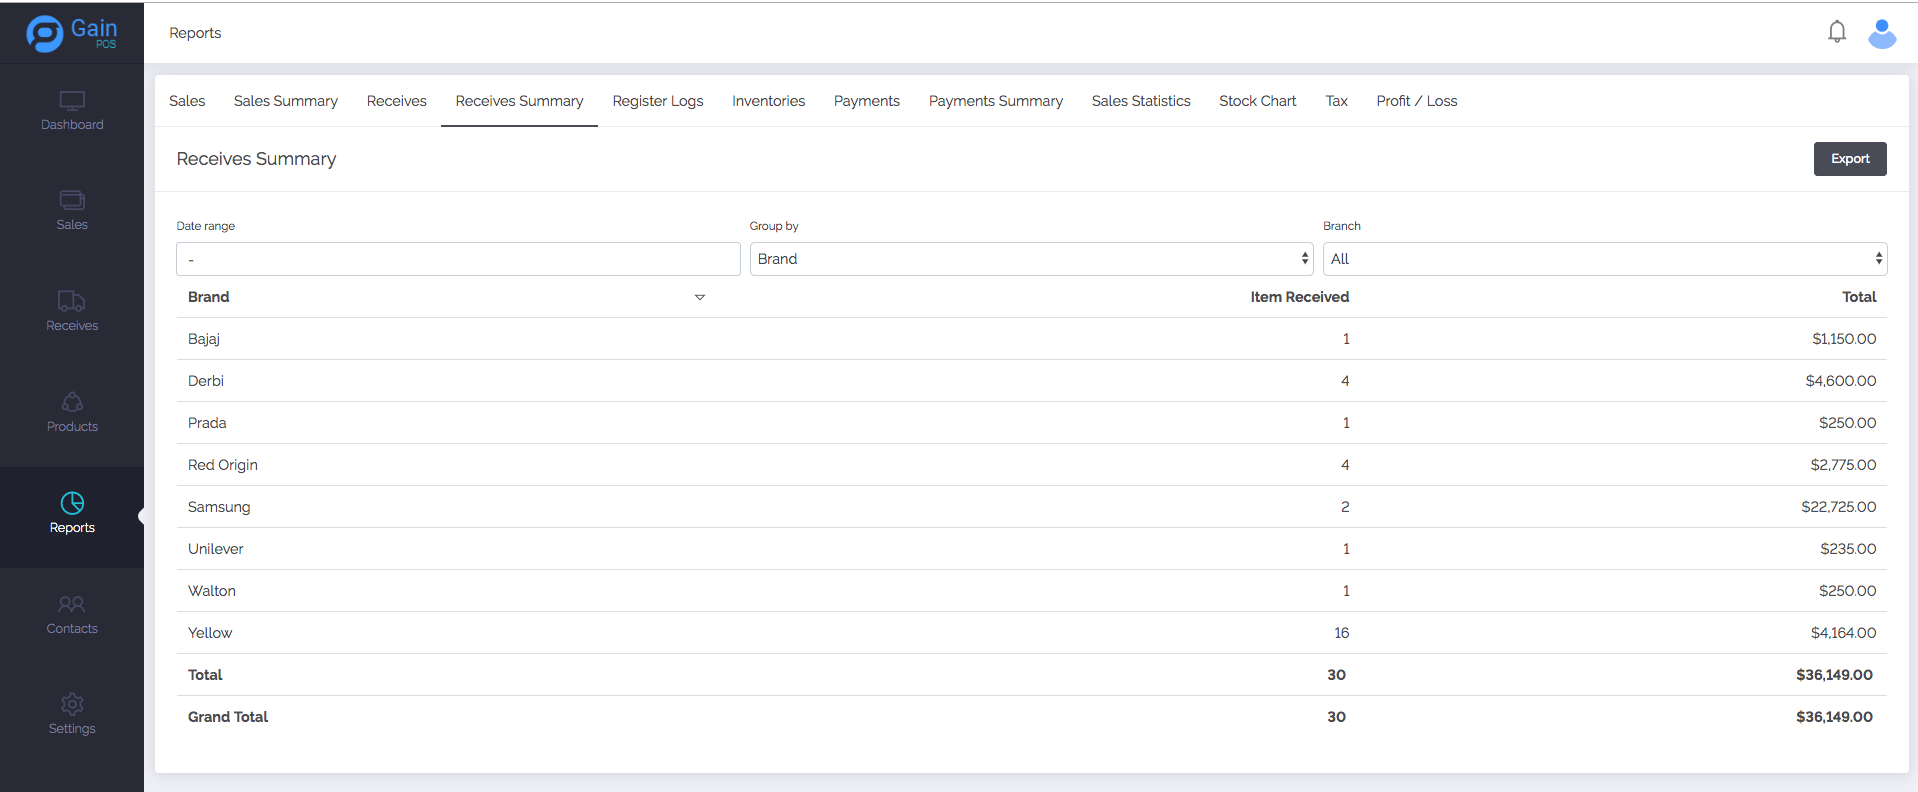 Gain
POS
Reports
Dashboard
Sales
Receives
Products
Reports
Contacts
Settings
Sales Sales Summary Receives Receives Summary Register Logs Inventories Payments Payments Summary Sales Statistics Stock Chart Tax Profit / Loss
Receives Summary Export
Date range Group by Branch
- Brand All
Brand Item Received Total
Bajaj 1 $1,150.00
Derbi 4 $4,600.00
Prada 1 $250.00
Red Origin 4 $2,775.00
Samsung 2 $22,725.00
Unilever 1 $235.00
Walton 1 $250.00
Yellow 16 $4,164.00
Total 30 $36,149.00
Grand Total 30 $36,149.00